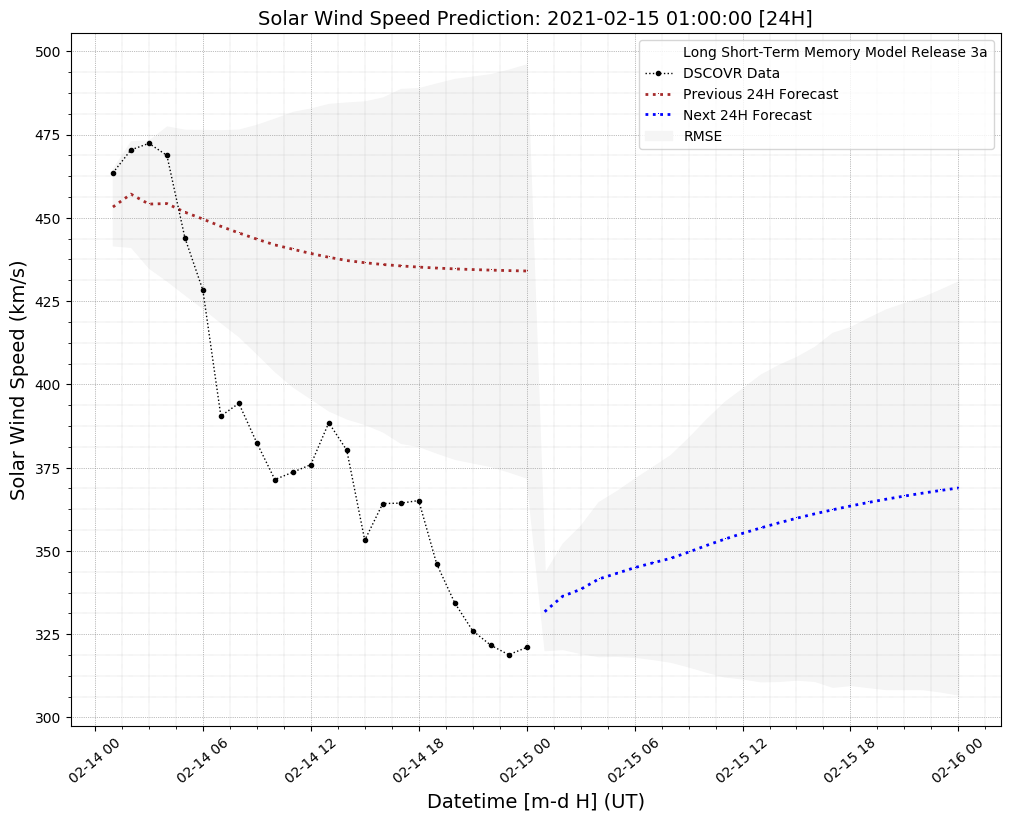 Solar Wind Speed Prediction: 2021-02-15 01:00:00 [24H]
Long Short-Term Memory Model Release 3a
DSCOVR Data
Previous 24H Forecast
Next 24H Forecast
RMSE
Solar Wind Speed (km/s)
500
475
450
425
400
375
350
325
300
02-14 00
02-14 06
02-14 12
02-14 18
02-15 00
02-15 06
02-15 12
02-15 18
02-16 00
Datetime [m-d H] (UT)